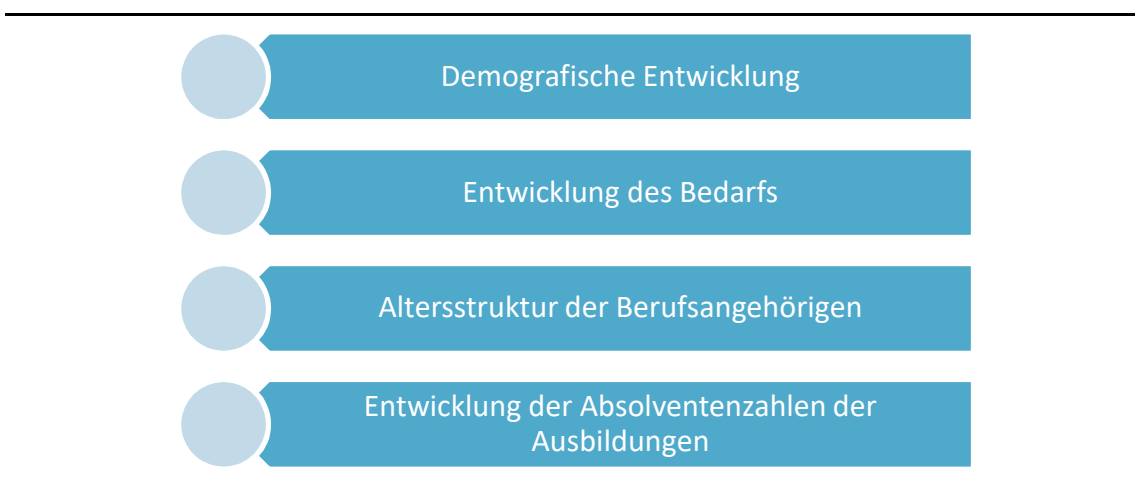 Demografische Entwicklung
Entwicklung des Bedarfs
Altersstruktur der Berufsangehörigen
Entwicklung der Absolventenzahlen der
Ausbildungen